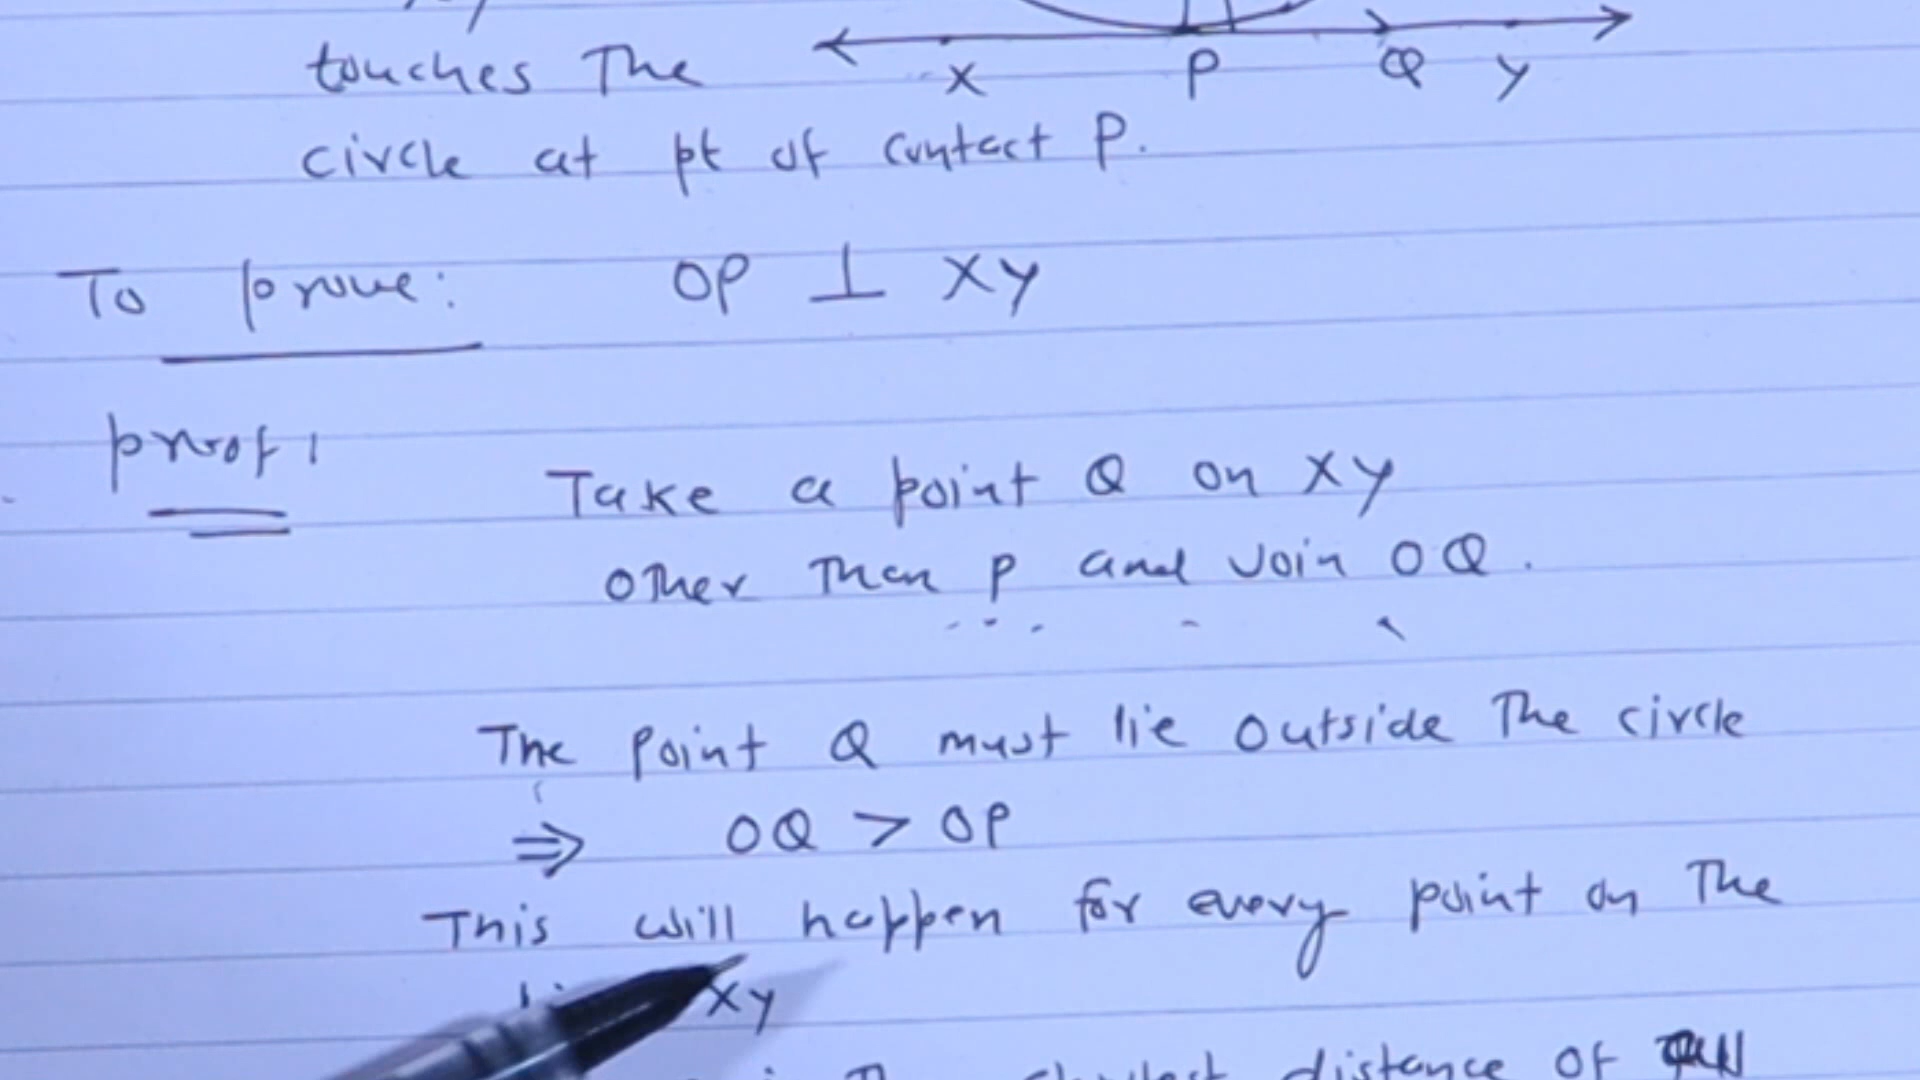 touches The
X P Q y
circle at pt of contact P.
To prove: OP ⊥ XY
proof:
Take a point Q on XY
other than P and Join OQ.
The point Q must lie outside the circle
⇒ OQ > OP
This will happen for every point on the
XY
distance of